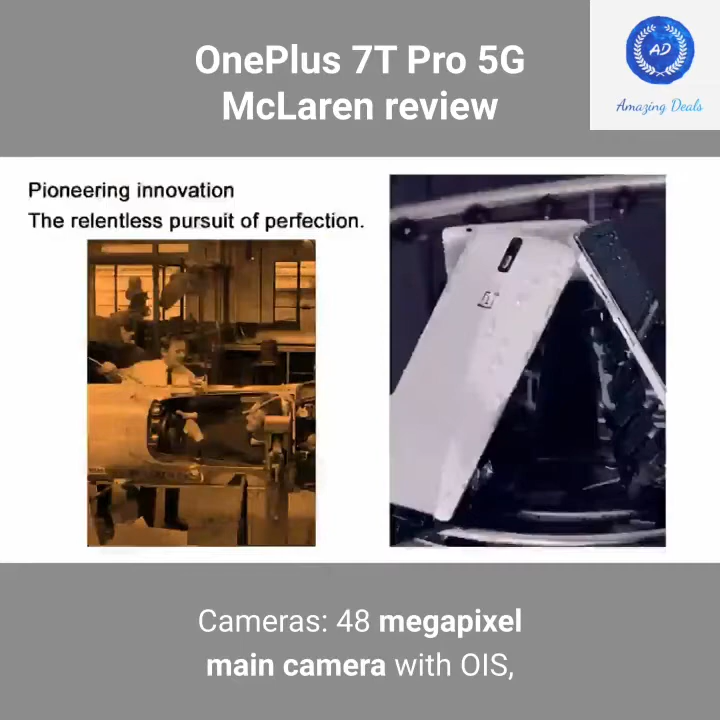 OnePlus 7T Pro 5G
McLaren review
AD
Amazing Deals
Pioneering innovation
The relentless pursuit of perfection.
Cameras: 48 megapixel
main camera with OIS,